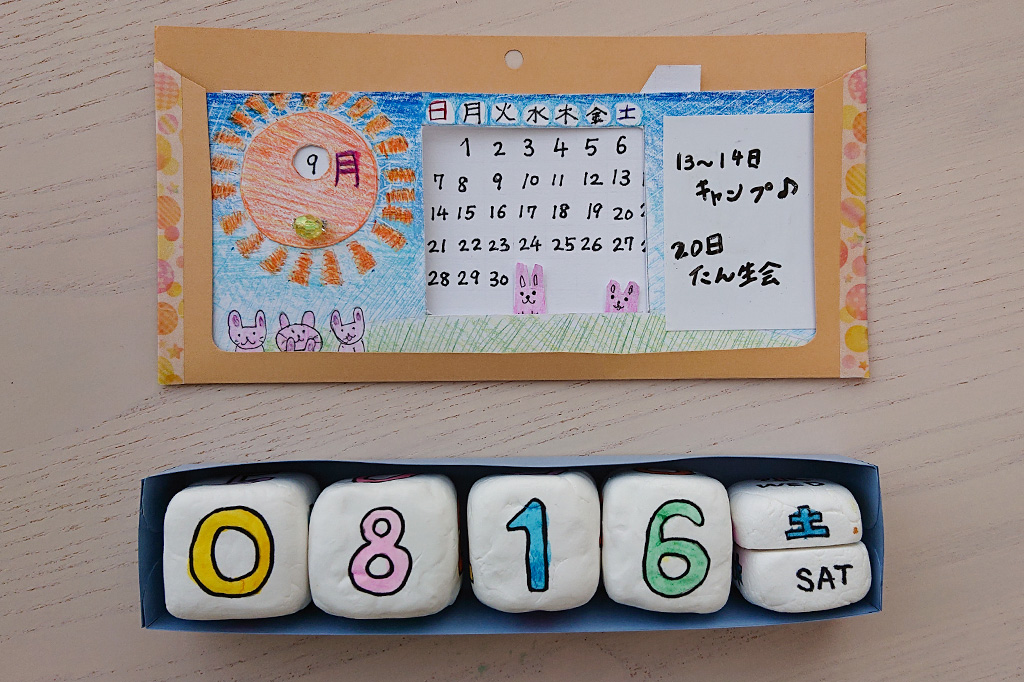 9月
日 月 火 水 木 金 土
1 2 3 4 5 6
7 8 9 10 11 12 13
14 15 16 17 18 19 20
21 22 23 24 25 26 27
28 29 30
13~14日
キャンプ♪
20日
たん生会
WED
0 8 1 6 土
SAT